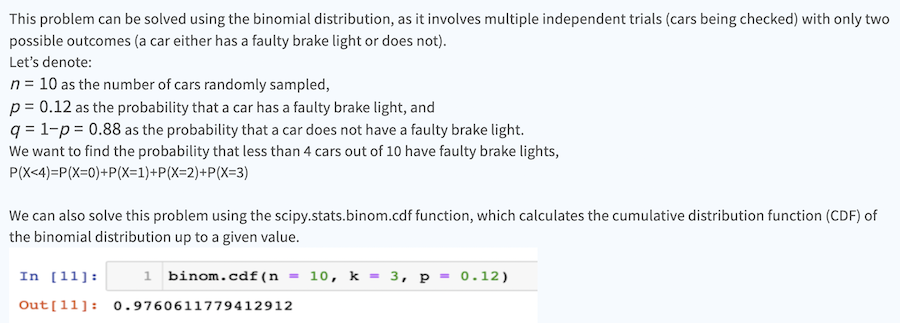 This problem can be solved using the binomial distribution, as it involves multiple independent trials (cars being checked) with only two
possible outcomes (a car either has a faulty brake light or does not).
Let's denote:
n = 10 as the number of cars randomly sampled,
p = 0.12 as the probability that a car has a faulty brake light, and
q = 1−p = 0.88 as the probability that a car does not have a faulty brake light.
We want to find the probability that less than 4 cars out of 10 have faulty brake lights,
P(X<4)=P(X=0)+P(X=1)+P(X=2)+P(X=3)
We can also solve this problem using the scipy.stats.binom.cdf function, which calculates the cumulative distribution function (CDF) of
the binomial distribution up to a given value.
In [11]: 1 binom.cdf(n = 10, k = 3, p = 0.12)
Out[11]: 0.9760611779412912